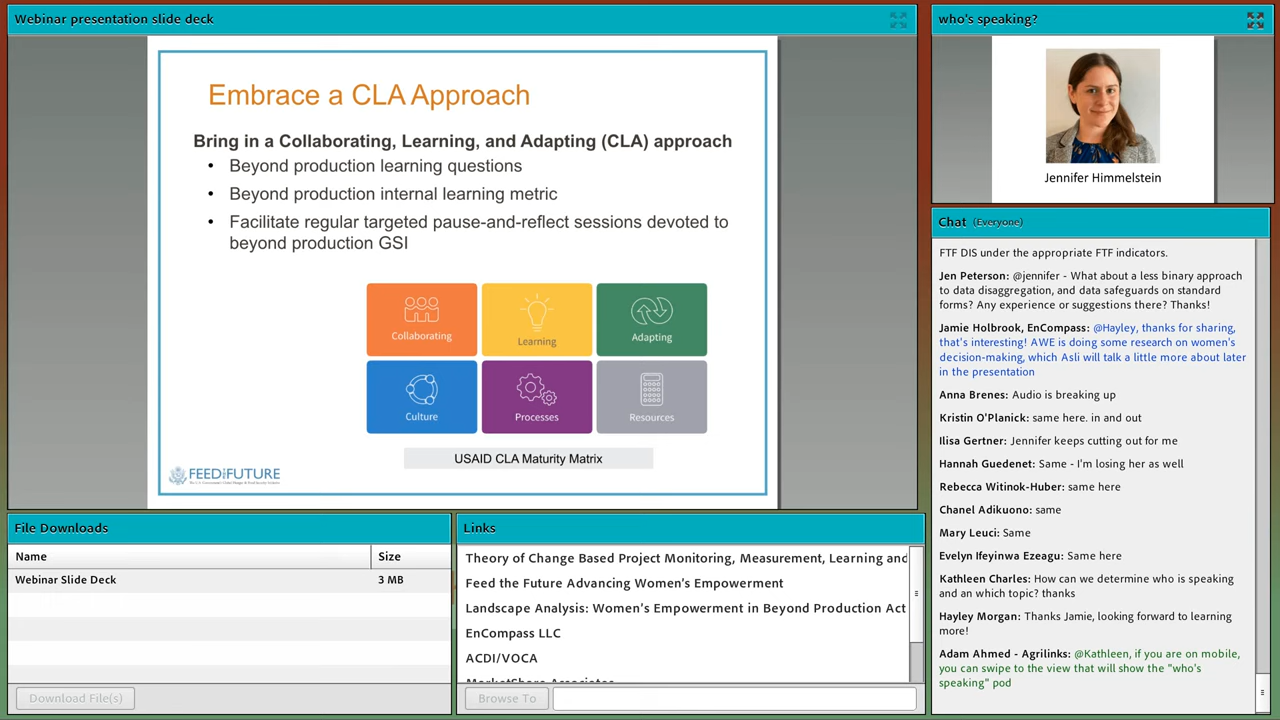 Webinar presentation slide deck
Embrace a CLA Approach
Bring in a Collaborating, Learning, and Adapting (CLA) approach
• Beyond production learning questions
• Beyond production internal learning metric
• Facilitate regular targeted pause-and-reflect sessions devoted to
beyond production GSI
Collaborating
Learning
Adapting
Culture
Processes
Resources
USAID CLA Maturity Matrix
FEED THE FUTURE
who's speaking?
Jennifer Himmelstein
Chat (Everyone)
FTF DIS under the appropriate FTF indicators.
Jen Peterson: @jennifer - What about a less binary approach
to data disaggregation, and data safeguards on standard
forms? Any experience or suggestions there? Thanks!
Jamie Holbrook, EnCompass: @Hayley, thanks for sharing,
that's interesting! AWE is doing some research on women's
decision-making, which Asli will talk a little more about later
in the presentation
Anna Brenes: Audio is breaking up
Kristin O'Planick: same here. in and out
Ilisa Gertner: Jennifer keeps cutting out for me
Hannah Guedenet: Same - I'm losing her as well
Rebecca Witinok-Huber: same here
Chanel Adikuono: same
Mary Leuci: Same
Evelyn Ifeyinwa Ezeagu: Same here
Kathleen Charles: How can we determine who is speaking
and an which topic? thanks
Hayley Morgan: Thanks Jamie, looking forward to learning
more!
Adam Ahmed - Agrilinks: @Kathleen, if you are on mobile,
you can swipe to the view that will show the "who's
speaking" pod
File Downloads
Name Size
Webinar Slide Deck 3 MB
Download File(s)
Links
Theory of Change Based Project Monitoring, Measurement, Learning and
Feed the Future Advancing Women's Empowerment
Landscape Analysis: Women's Empowerment in Beyond Production Act
EnCompass LLC
ACDI/VOCA
MarketShare Associates
Browse To